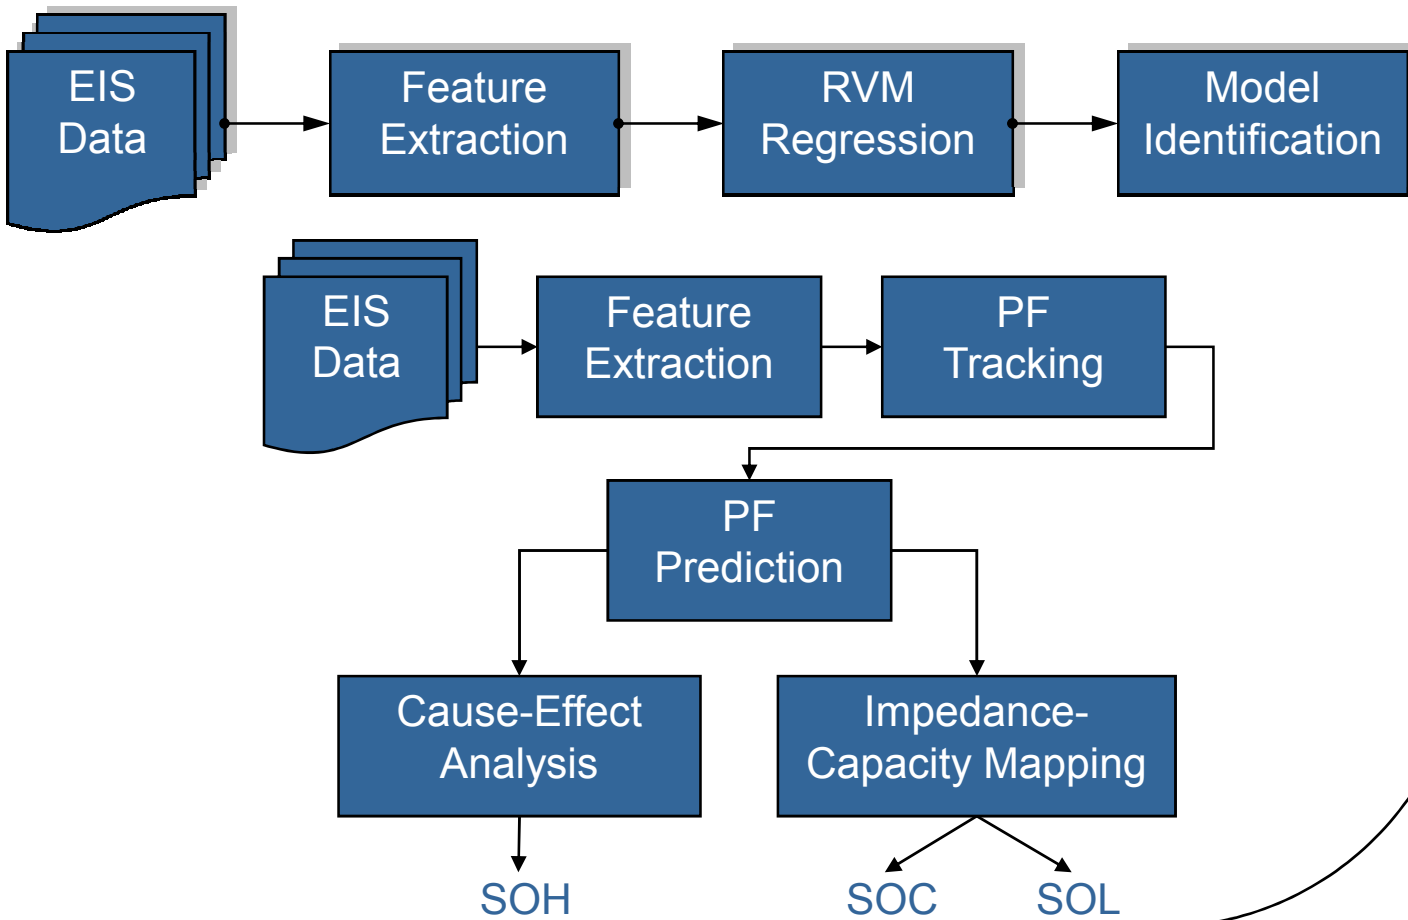 EIS
Data
Feature
Extraction
RVM
Regression
Model
Identification
EIS
Data
Feature
Extraction
PF
Tracking
PF
Prediction
Cause-Effect
Analysis
Impedance-
Capacity Mapping
SOH
SOC
SOL